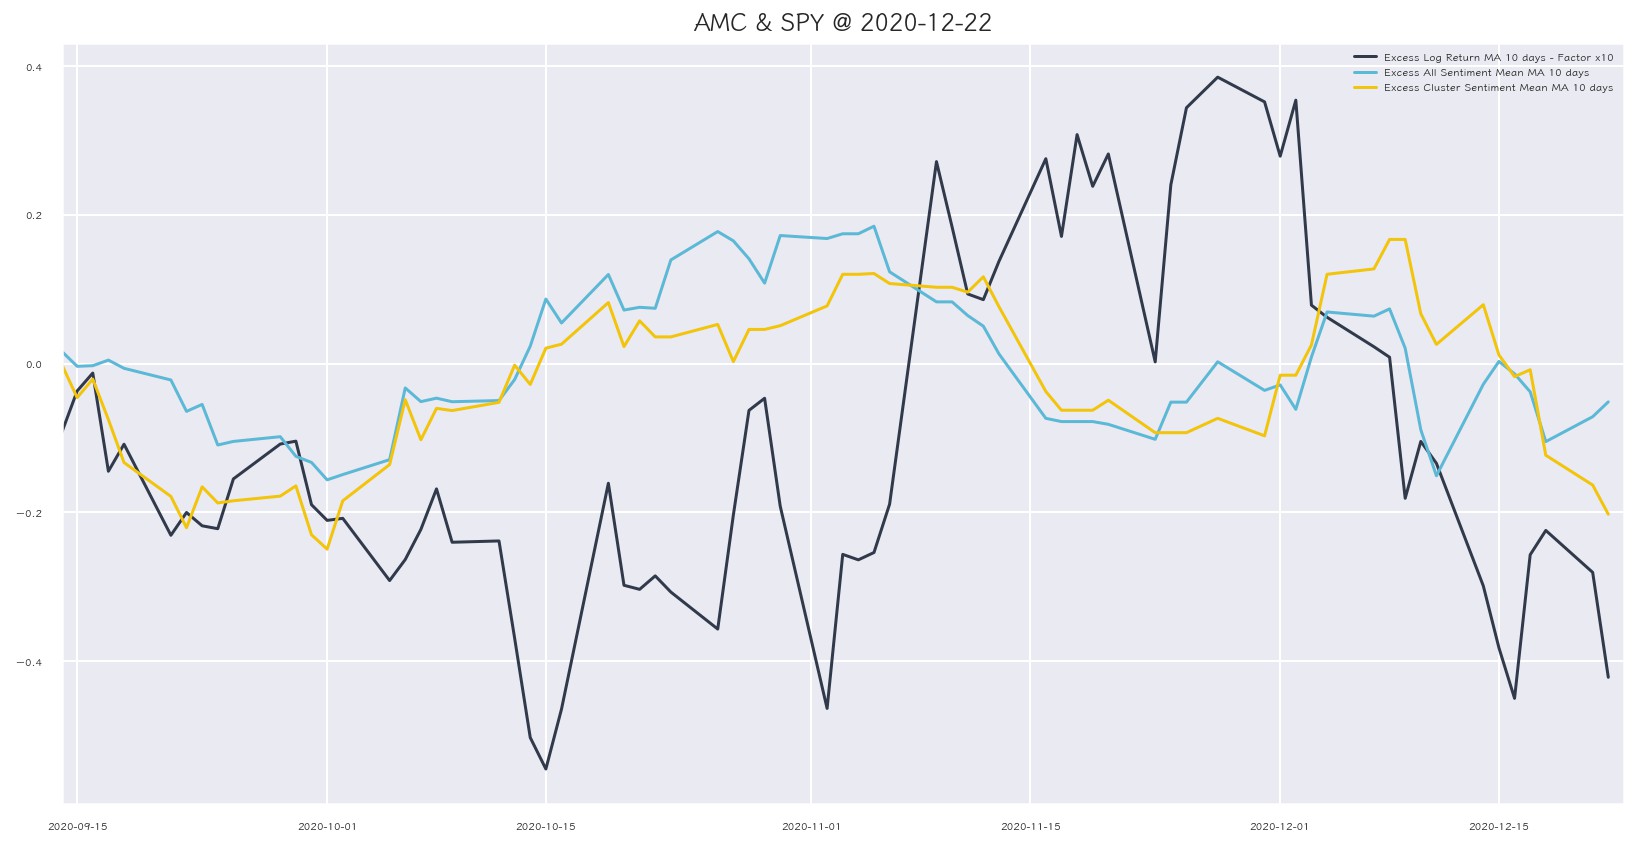 AMC & SPY @ 2020-12-22
Excess Log Return MA 10 days - Factor x10
Excess All Sentiment Mean MA 10 days
Excess Cluster Sentiment Mean MA 10 days
0.4
0.2
0.0
−0.2
−0.4
2020-09-15 2020-10-01 2020-10-15 2020-11-01 2020-11-15 2020-12-01 2020-12-15